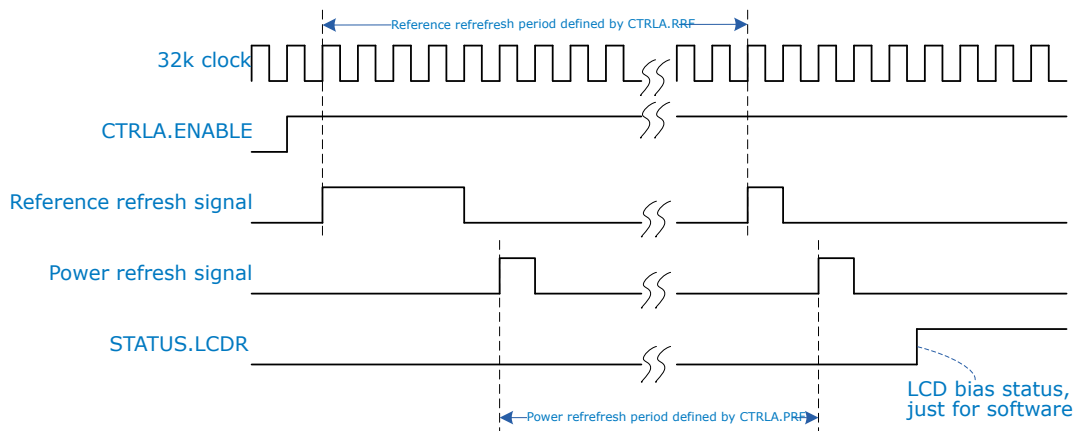 Reference refrefresh period defined by CTRLA.RRF
32k clock
CTRLA.ENABLE
Reference refresh signal
Power refresh signal
STATUS.LCDR
LCD bias status,
just for software
Power refrefresh period defined by CTRLA.PRF